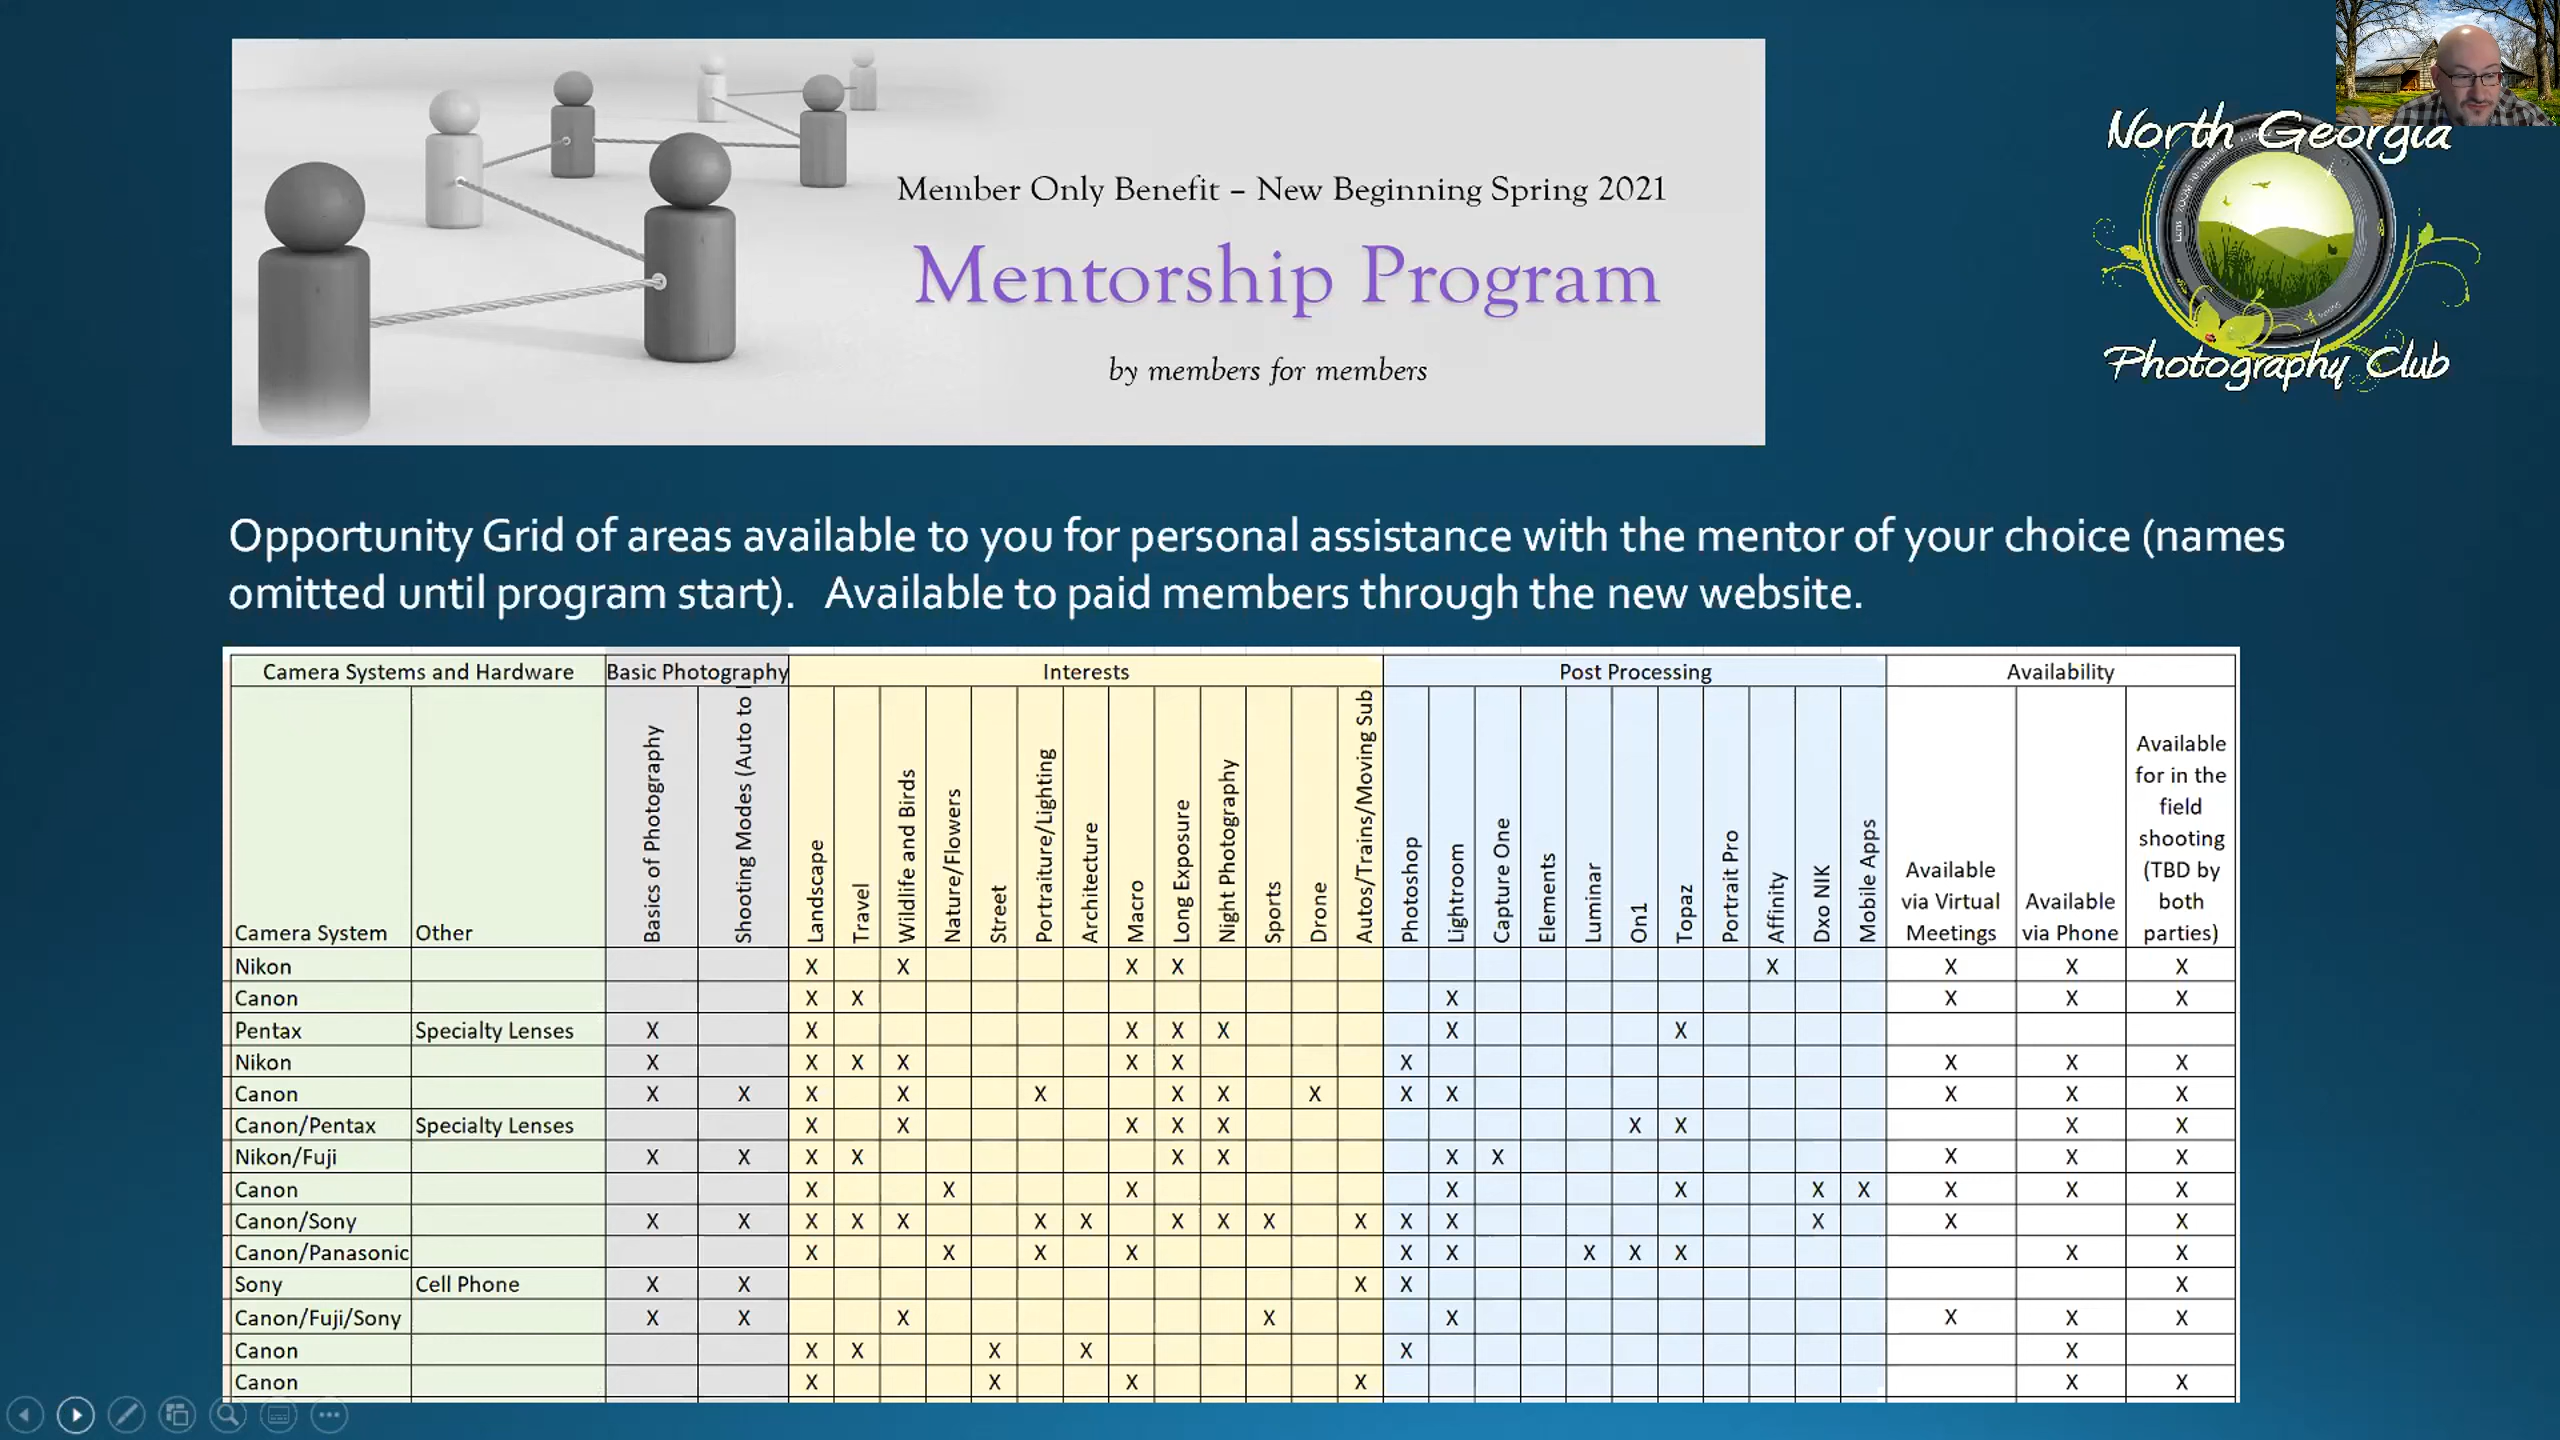 North Georgia
Photography Club
Member Only Benefit – New Beginning Spring 2021
Mentorship Program
by members for members
Opportunity Grid of areas available to you for personal assistance with the mentor of your choice (names
omitted until program start).   Available to paid members through the new website.
Camera Systems and Hardware Basic Photography Interests Post Processing Availability
Camera System Other Basics of Photography Shooting Modes (Auto to Landscape Travel Wildlife and Birds Nature/Flowers Street Portraiture/Lighting Architecture Macro Long Exposure Night Photography Sports Drone Autos/Trains/Moving Sub Photoshop Lightroom Capture One Elements Luminar On1 Topaz Portrait Pro Affinity Dxo NIK Mobile Apps Available via Virtual Meetings Available via Phone Available for in the field shooting (TBD by both parties)
Nikon X X X X X X X X
Canon X X X X X X
Pentax Specialty Lenses X X X X X X X
Nikon X X X X X X X X X X
Canon X X X X X X X X X X X X X
Canon/Pentax Specialty Lenses X X X X X X X X X
Nikon/Fuji X X X X X X X X X X X
Canon X X X X X X X X X X
Canon/Sony X X X X X X X X X X X X X X X X
Canon/Panasonic X X X X X X X X X X X
Sony Cell Phone X X X X X
Canon/Fuji/Sony X X X X X X X X
Canon X X X X X X
Canon X X X X X X